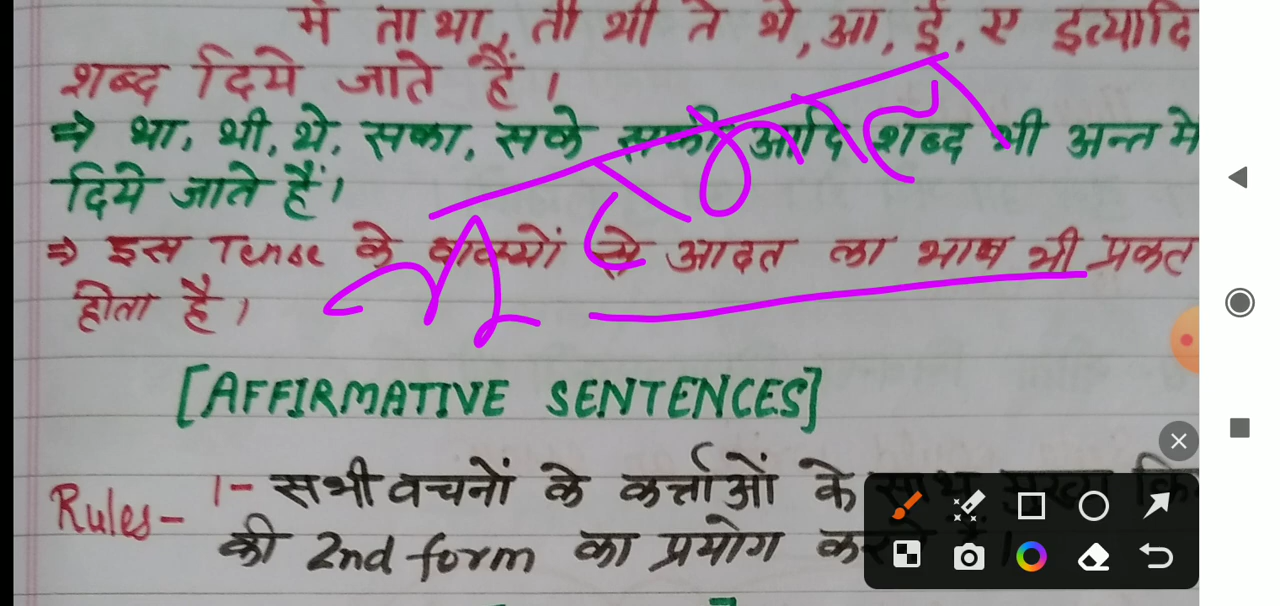 में ता था, ती थी ते थे, आ, ई, ए इत्यादि
शब्द दिये जाते हैं।
⇒ था, थी, थे, सका, सके सकी आदि शब्द भी अन्त मे
दिये जाते हैं।
⇒ इस Tense के वाक्यों से आदत का भाव भी प्रकट
होता है।
[AFFIRMATIVE SENTENCES]
Rules- 1- सभी वचनों के कर्त्ताओं के साथ मुख्य
की 2nd form का प्रयोग करते हैं।